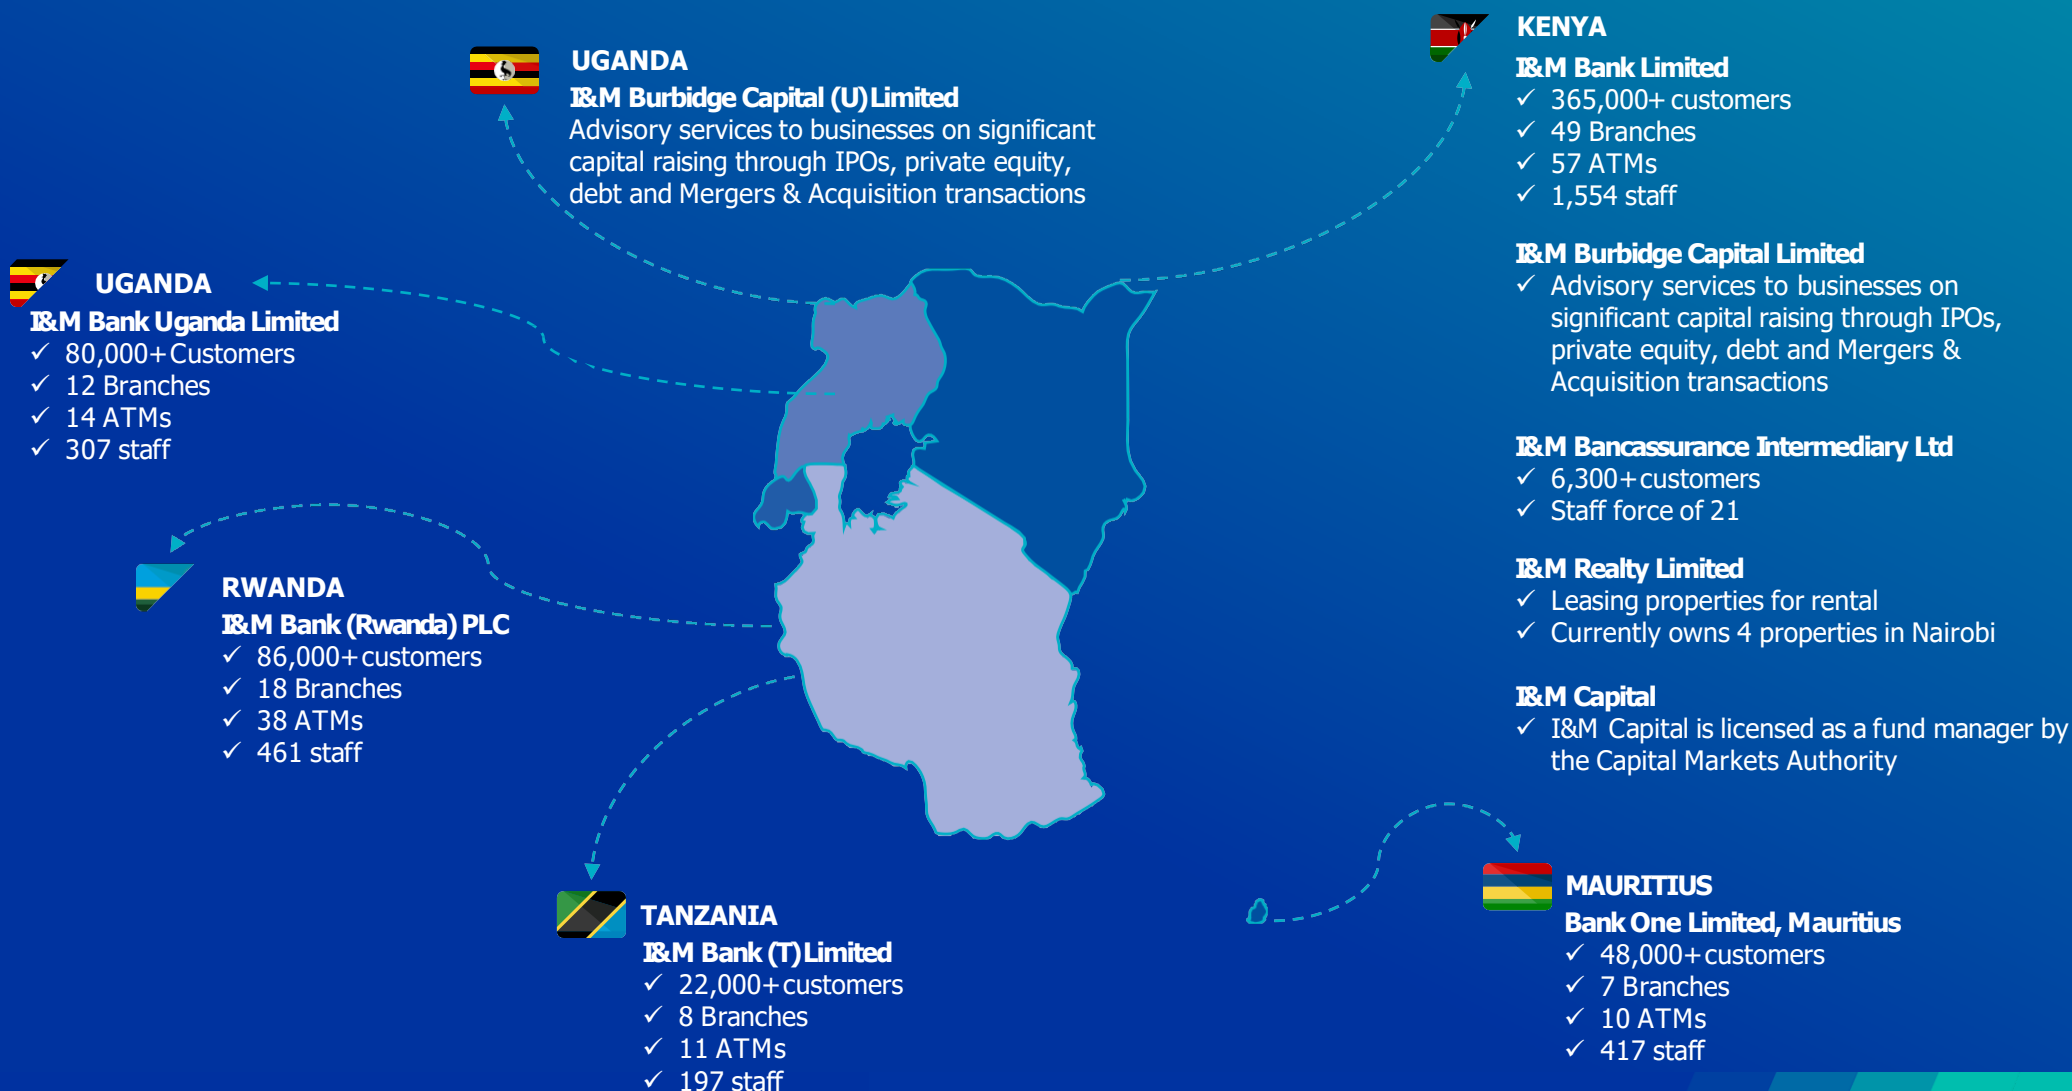 UGANDA
I&M Burbidge Capital (U) Limited
Advisory services to businesses on significant
capital raising through IPOs, private equity,
debt and Mergers & Acquisition transactions
KENYA
I&M Bank Limited
✓ 365,000+ customers
✓ 49 Branches
✓ 57 ATMs
✓ 1,554 staff
I&M Burbidge Capital Limited
✓ Advisory services to businesses on
significant capital raising through IPOs,
private equity, debt and Mergers &
Acquisition transactions
I&M Bancassurance Intermediary Ltd
✓ 6,300+ customers
✓ Staff force of 21
I&M Realty Limited
✓ Leasing properties for rental
✓ Currently owns 4 properties in Nairobi
I&M Capital
✓ I&M Capital is licensed as a fund manager by
the Capital Markets Authority
UGANDA
I&M Bank Uganda Limited
✓ 80,000+ Customers
✓ 12 Branches
✓ 14 ATMs
✓ 307 staff
RWANDA
I&M Bank (Rwanda) PLC
✓ 86,000+ customers
✓ 18 Branches
✓ 38 ATMs
✓ 461 staff
TANZANIA
I&M Bank (T) Limited
✓ 22,000+ customers
✓ 8 Branches
✓ 11 ATMs
✓ 197 staff
MAURITIUS
Bank One Limited, Mauritius
✓ 48,000+ customers
✓ 7 Branches
✓ 10 ATMs
✓ 417 staff